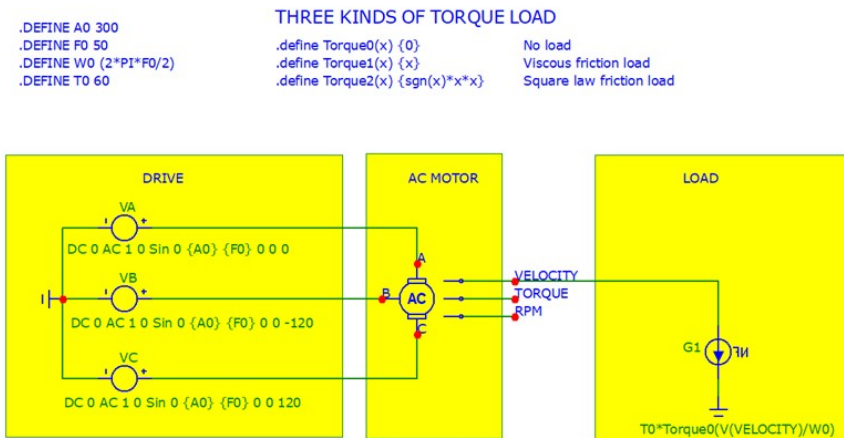 THREE KINDS OF TORQUE LOAD
.DEFINE A0 300
.DEFINE F0 50
.DEFINE W0 (2*PI*F0/2)
.DEFINE T0 60
.define Torque0(x) {0} No load
.define Torque1(x) {x} Viscous friction load
.define Torque2(x) {sgn(x)*x*x} Square law friction load
DRIVE
AC MOTOR
LOAD
VA
DC 0 AC 1 0 Sin 0 {A0} {F0} 0 0 0
VB
DC 0 AC 1 0 Sin 0 {A0} {F0} 0 0 -120
VC
DC 0 AC 1 0 Sin 0 {A0} {F0} 0 0 120
A
B
AC
C
VELOCITY
TORQUE
RPM
G1
T0*Torque0(V(VELOCITY)/W0)